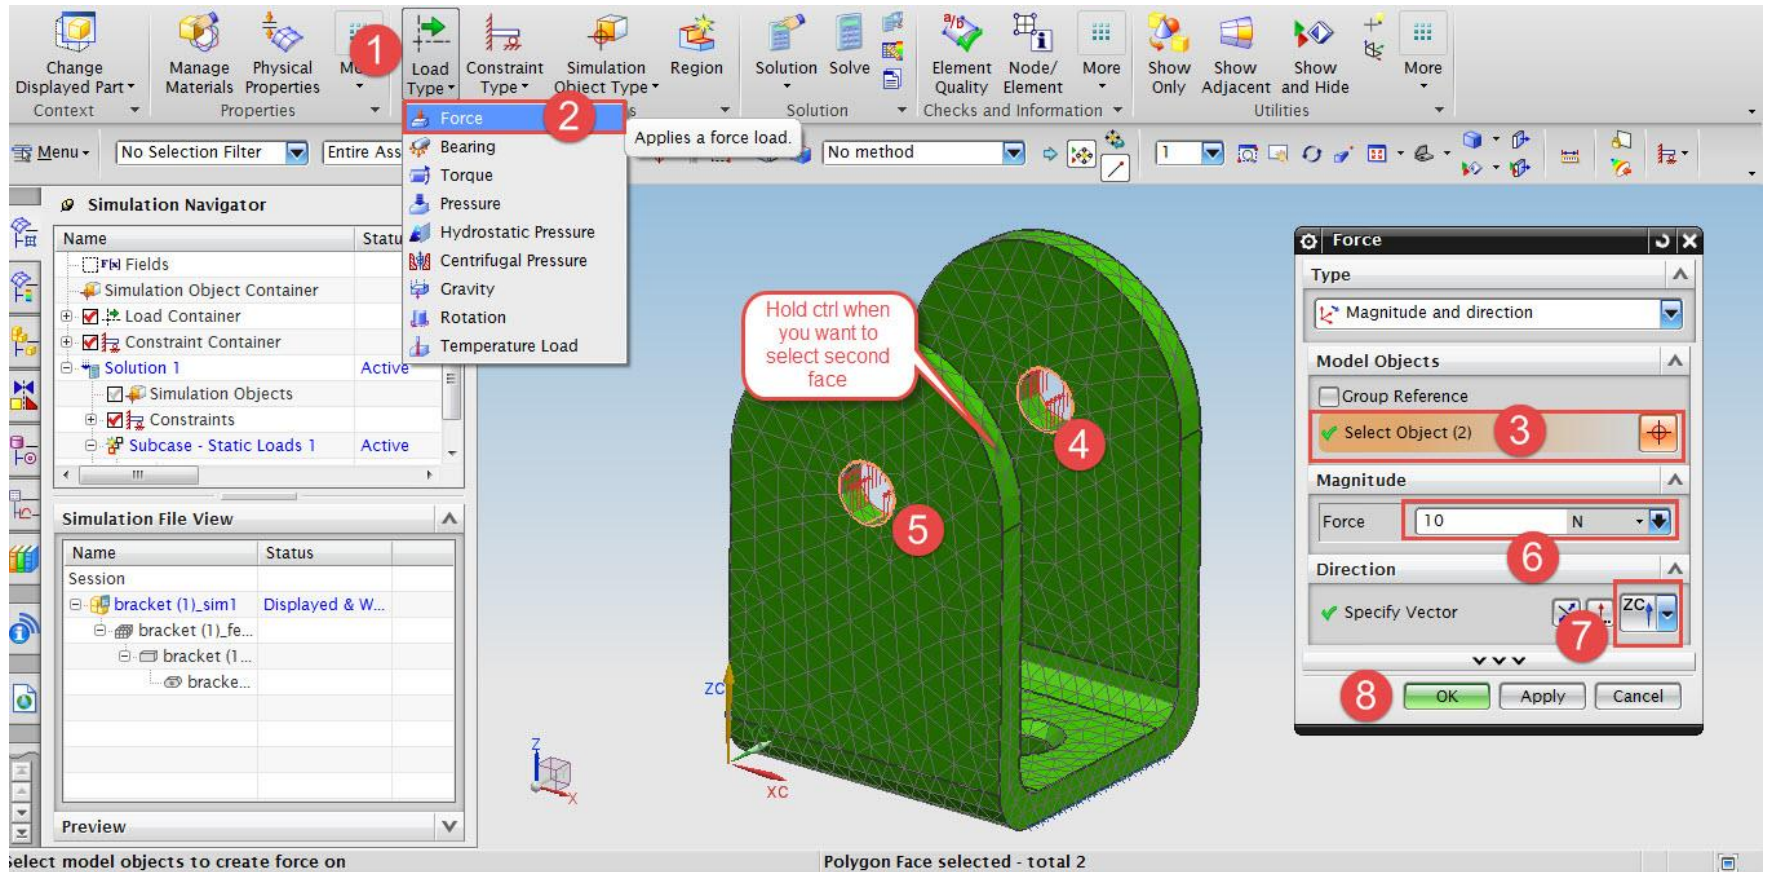 Change
Displayed Part
Manage
Materials
Physical
Properties
1
Load
Type
Constraint
Type
Simulation
Object Type
Region
Solution
Solve
Element
Quality
Node/
Element
More
Show
Only
Show
Adjacent
Show
and Hide
More
Context
Properties
Solution
Checks and Information
Utilities
Menu
No Selection Filter
Entire Ass
Force
2
Applies a force load.
Bearing
Torque
Pressure
Hydrostatic Pressure
Centrifugal Pressure
Gravity
Rotation
Temperature Load
No method
1
Simulation Navigator
Name
Statu
Fields
Simulation Object Container
Load Container
Constraint Container
Solution 1
Active
Simulation Objects
Constraints
Subcase - Static Loads 1
Active
Simulation File View
Name
Status
Session
bracket (1)_sim1
Displayed & W...
bracket (1)_fe...
bracket (1...
bracke...
Preview
Hold ctrl when
you want to
select second
face
4
5
ZC
XC
Z
X
Force
Type
Magnitude and direction
Model Objects
Group Reference
Select Object (2)
3
Magnitude
Force
10
N
6
Direction
Specify Vector
7
ZC
8
OK
Apply
Cancel
Select model objects to create force on
Polygon Face selected - total 2